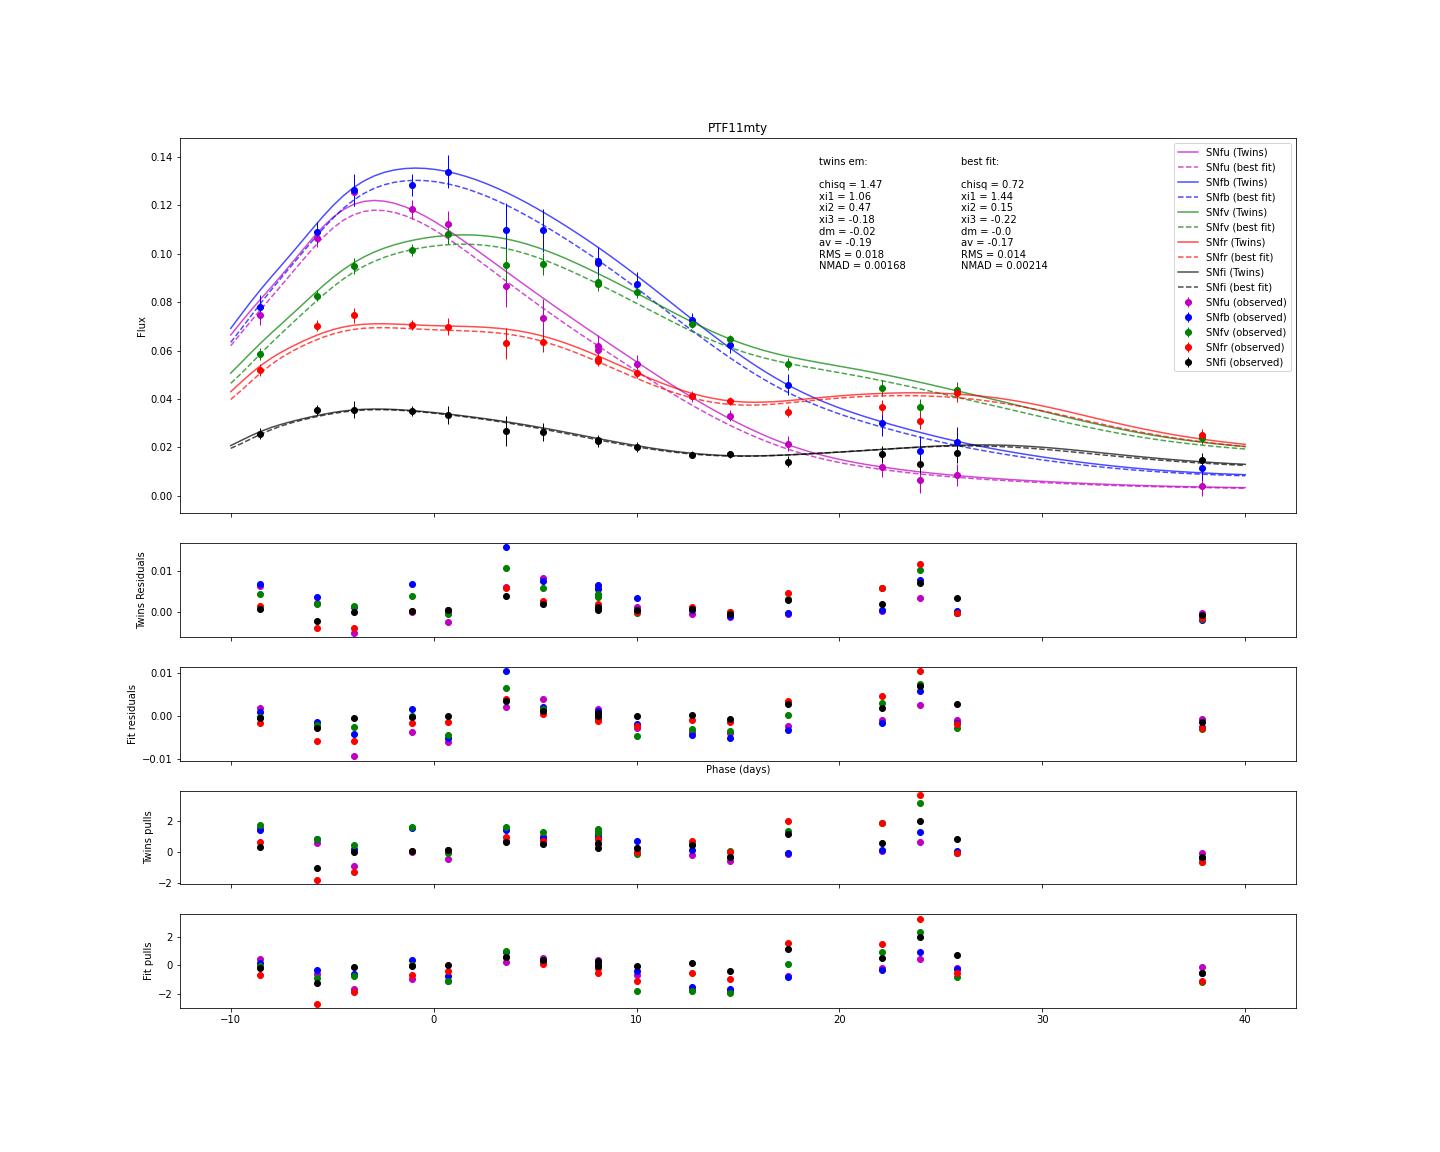 PTF11mty
0.14
0.12
0.10
0.08
0.06
0.04
0.02
0.00
Flux
twins em:
chisq = 1.47
xi1 = 1.06
xi2 = 0.47
xi3 = -0.18
dm = -0.02
av = -0.19
RMS = 0.018
NMAD = 0.00168
best fit:
chisq = 0.72
xi1 = 1.44
xi2 = 0.15
xi3 = -0.22
dm = -0.0
av = -0.17
RMS = 0.014
NMAD = 0.00214
SNfu (Twins)
SNfu (best fit)
SNfb (Twins)
SNfb (best fit)
SNfv (Twins)
SNfv (best fit)
SNfr (Twins)
SNfr (best fit)
SNfi (Twins)
SNfi (best fit)
SNfu (observed)
SNfb (observed)
SNfv (observed)
SNfr (observed)
SNfi (observed)
0.01
0.00
Twins Residuals
0.01
0.00
−0.01
Fit residuals
Phase (days)
2
0
−2
Twins pulls
2
0
−2
Fit pulls
−10
0
10
20
30
40